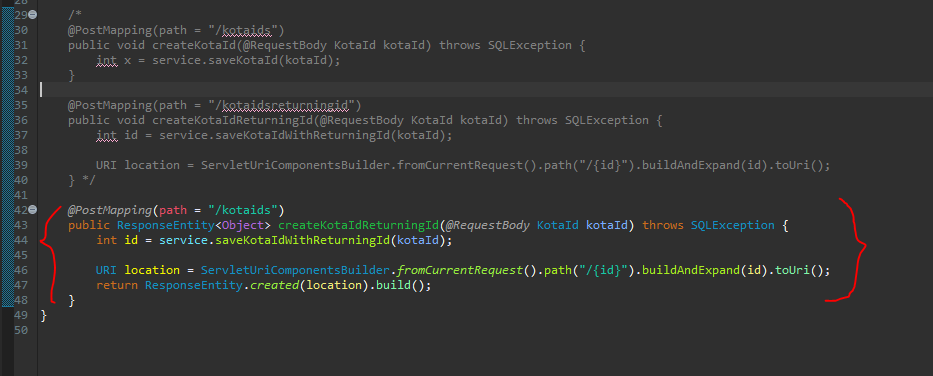 28
29 /*
30 @PostMapping(path = "/kotaids")
31 public void createKotaId(@RequestBody KotaId kotaId) throws SQLException {
32 int x = service.saveKotaId(kotaId);
33 }
34
35 @PostMapping(path = "/kotaidsreturningid")
36 public void createKotaIdReturningId(@RequestBody KotaId kotaId) throws SQLException {
37 int id = service.saveKotaIdWithReturningId(kotaId);
38
39 URI location = ServletUriComponentsBuilder.fromCurrentRequest().path("/{id}").buildAndExpand(id).toUri();
40 } */
41
42 @PostMapping(path = "/kotaids")
43 public ResponseEntity<Object> createKotaIdReturningId(@RequestBody KotaId kotaId) throws SQLException {
44 int id = service.saveKotaIdWithReturningId(kotaId);
45
46 URI location = ServletUriComponentsBuilder.fromCurrentRequest().path("/{id}").buildAndExpand(id).toUri();
47 return ResponseEntity.created(location).build();
48 }
49 }
50